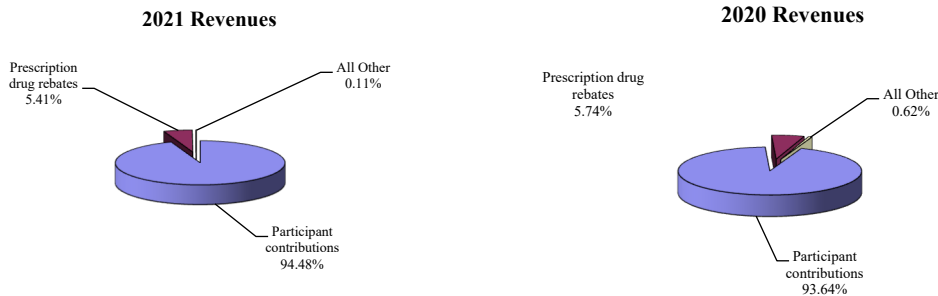 2021 Revenues
Prescription
drug rebates
5.41%
All Other
0.11%
Participant
contributions
94.48%
2020 Revenues
Prescription drug
rebates
5.74%
All Other
0.62%
Participant
contributions
93.64%